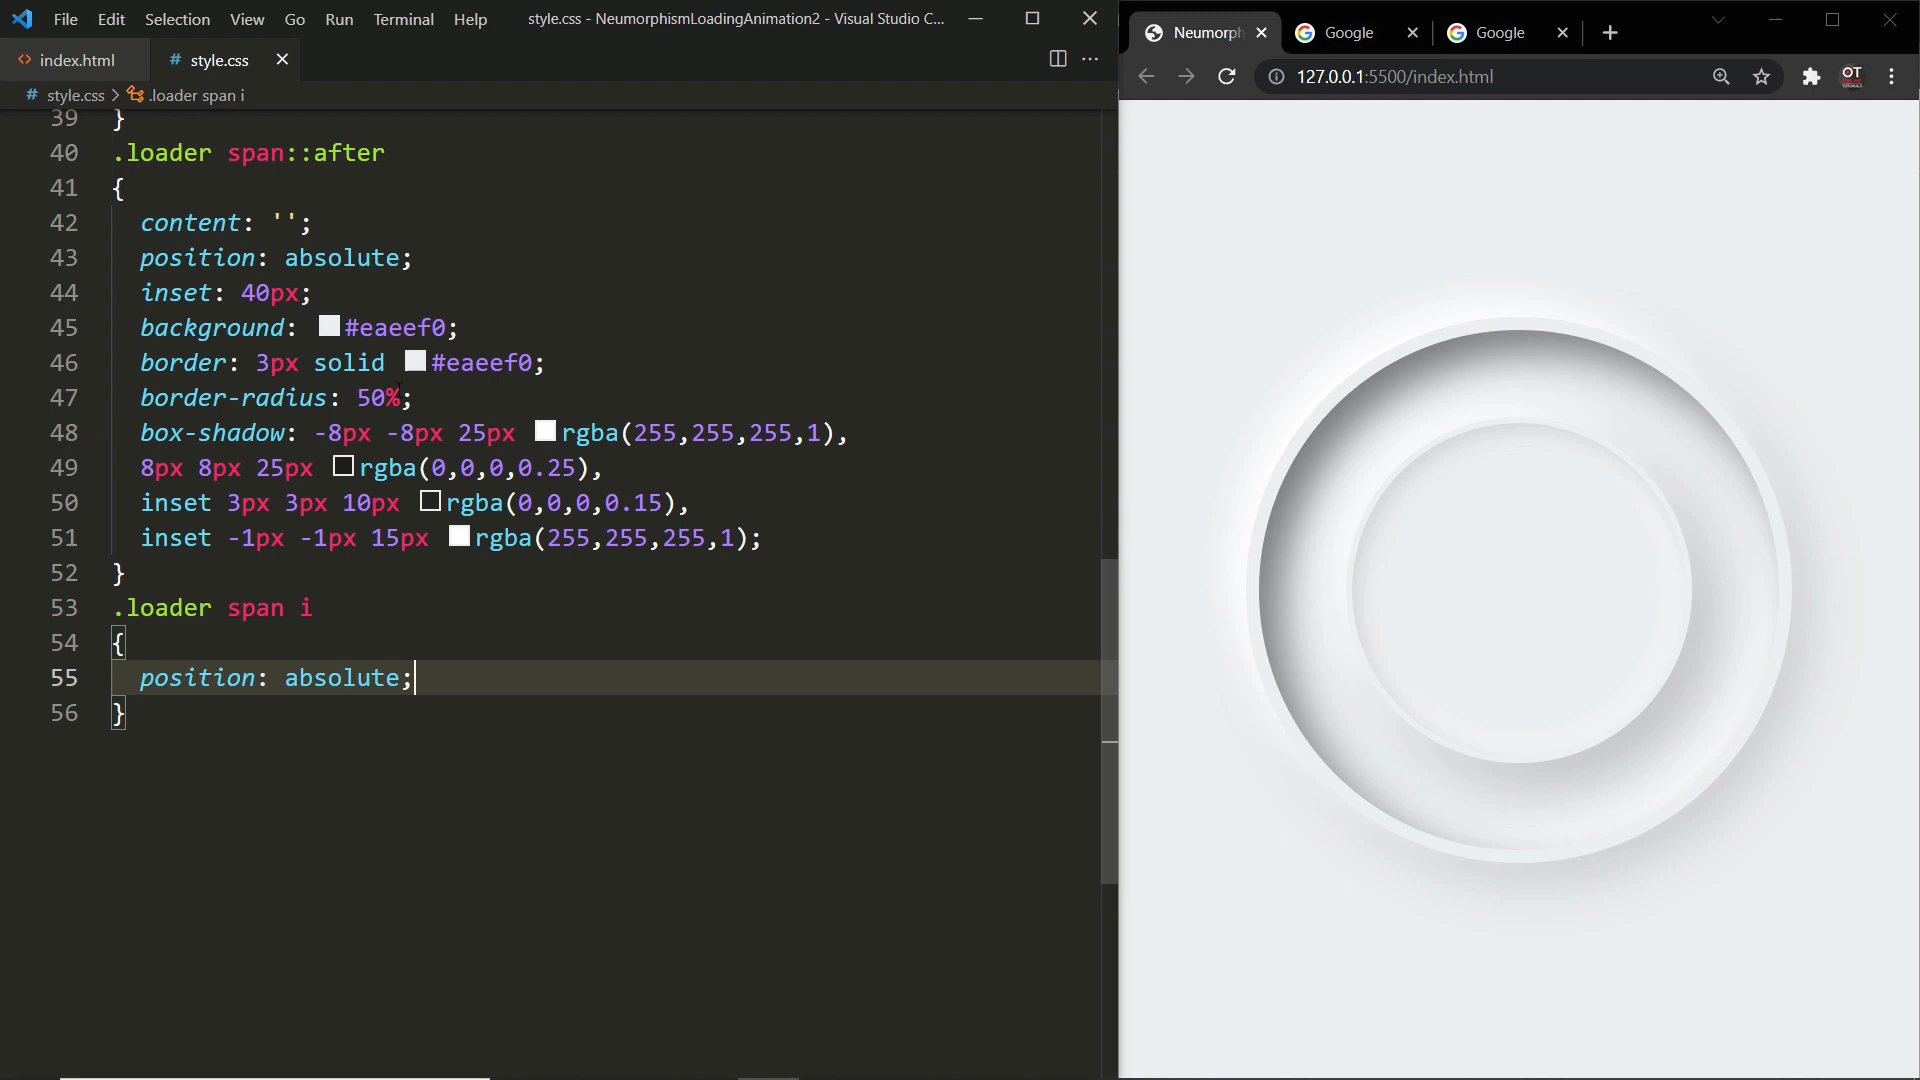 File Edit Selection View Go Run Terminal Help style.css - NeumorphismLoadingAnimation2 - Visual Studio C...
Neumorph Google Google
index.html style.css
127.0.0.1:5500/index.html
OT
# style.css > .loader span i
39 }
40 .loader span::after
41 {
42 content: '';
43 position: absolute;
44 inset: 40px;
45 background: #eaeef0;
46 border: 3px solid #eaeef0;
47 border-radius: 50%;
48 box-shadow: -8px -8px 25px rgba(255,255,255,1),
49 8px 8px 25px rgba(0,0,0,0.25),
50 inset 3px 3px 10px rgba(0,0,0,0.15),
51 inset -1px -1px 15px rgba(255,255,255,1);
52 }
53 .loader span i
54 {
55 position: absolute;
56 }